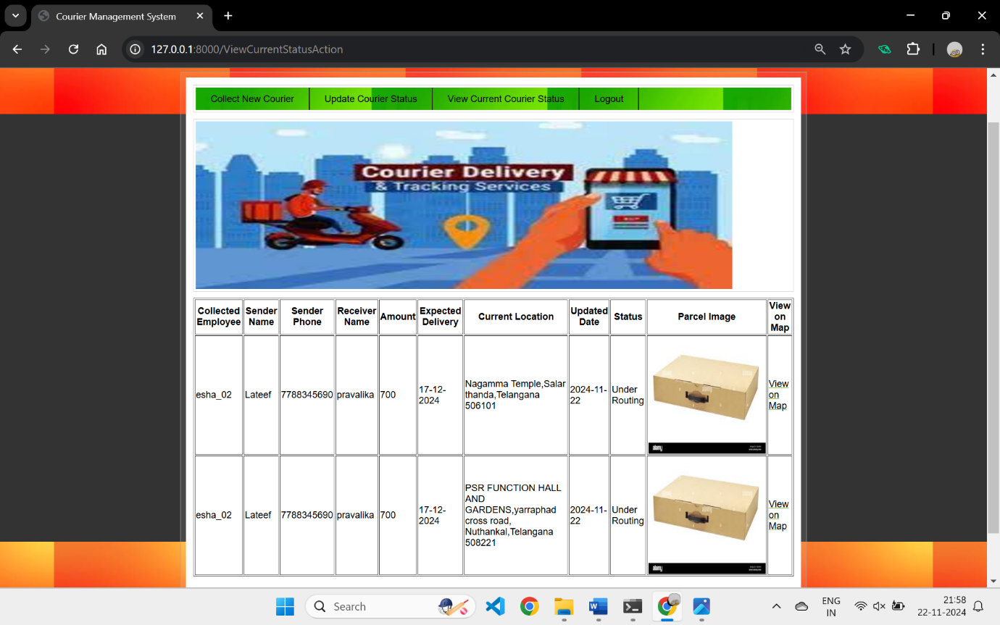 Courier Management System
127.0.0.1:8000/ViewCurrentStatusAction
Collect New Courier Update Courier Status View Current Courier Status Logout
Courier Delivery
& Tracking Services
Collected Employee Sender Name Sender Phone Receiver Name Amount Expected Delivery Current Location Updated Date Status Parcel Image View on Map
esha_02 Lateef 7788345690 pravalika 700 17-12-2024 Nagamma Temple,Salar thanda,Telangana 506101 2024-11-22 Under Routing View on Map
alamy
esha_02 Lateef 7788345690 pravalika 700 17-12-2024 PSR FUNCTION HALL AND GARDENS,yarraphad cross road, Nuthankal,Telangana 508221 2024-11-22 Under Routing View on Map
alamy
Search
ENG
IN
21:58
22-11-2024